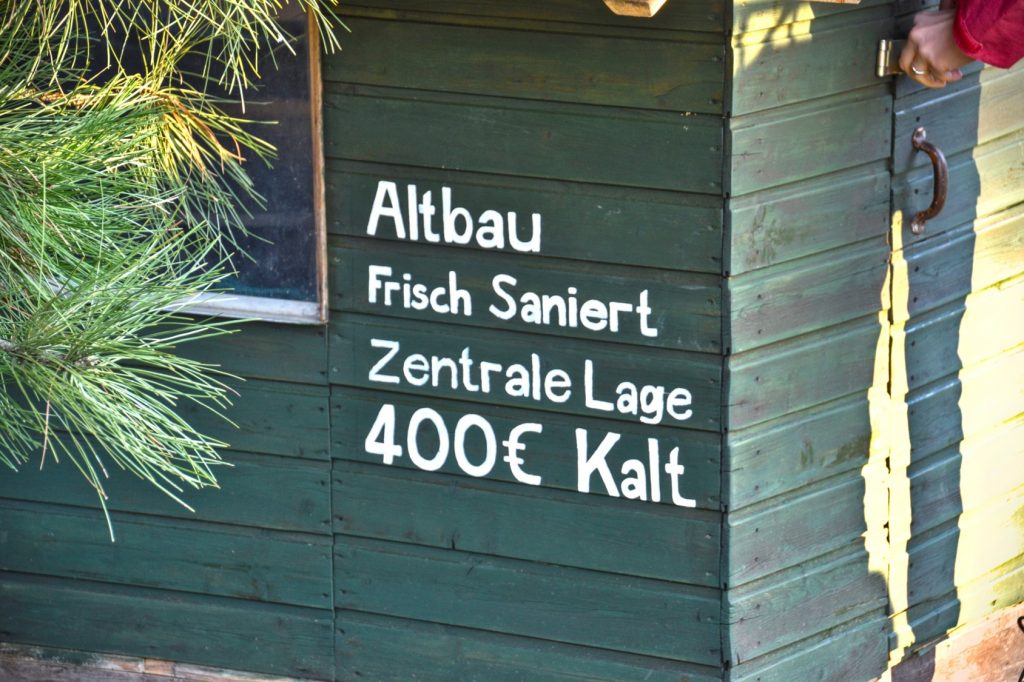 Altbau
Frisch Saniert
Zentrale Lage
400€ Kalt